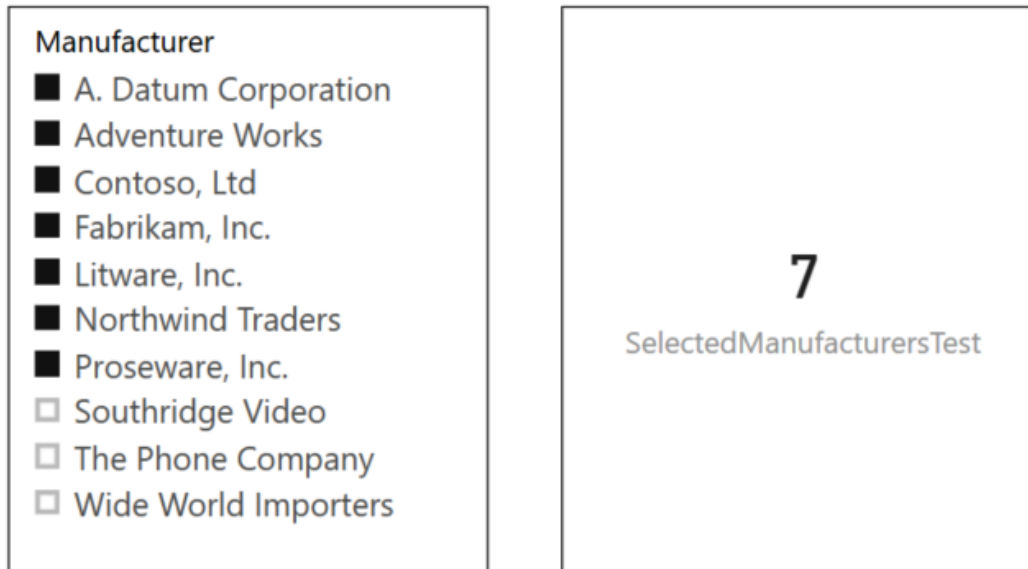 Manufacturer
A. Datum Corporation
Adventure Works
Contoso, Ltd
Fabrikam, Inc.
Litware, Inc.
Northwind Traders
Proseware, Inc.
Southridge Video
The Phone Company
Wide World Importers
7
SelectedManufacturersTest